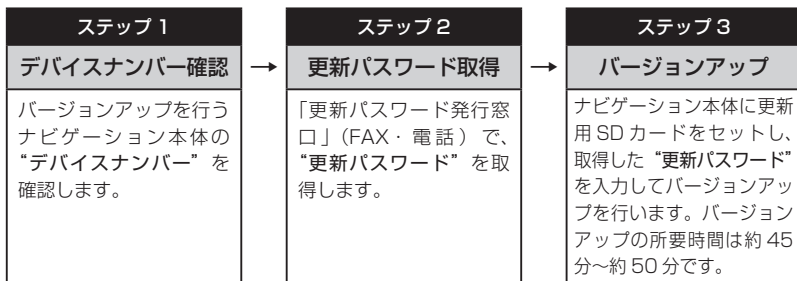 ステップ 1
デバイスナンバー確認
バージョンアップを行う
ナビゲーション本体の
“デバイスナンバー” を
確認します。
→
ステップ 2
更新パスワード取得
「更新パスワード発行窓
口」（FAX・電話）で、
“更新パスワード” を取
得します。
→
ステップ 3
バージョンアップ
ナビゲーション本体に更新
用 SD カードをセットし、
取得した “更新パスワード”
を入力してバージョンアッ
プを行います。バージョン
アップの所要時間は約 45
分～約 50 分です。